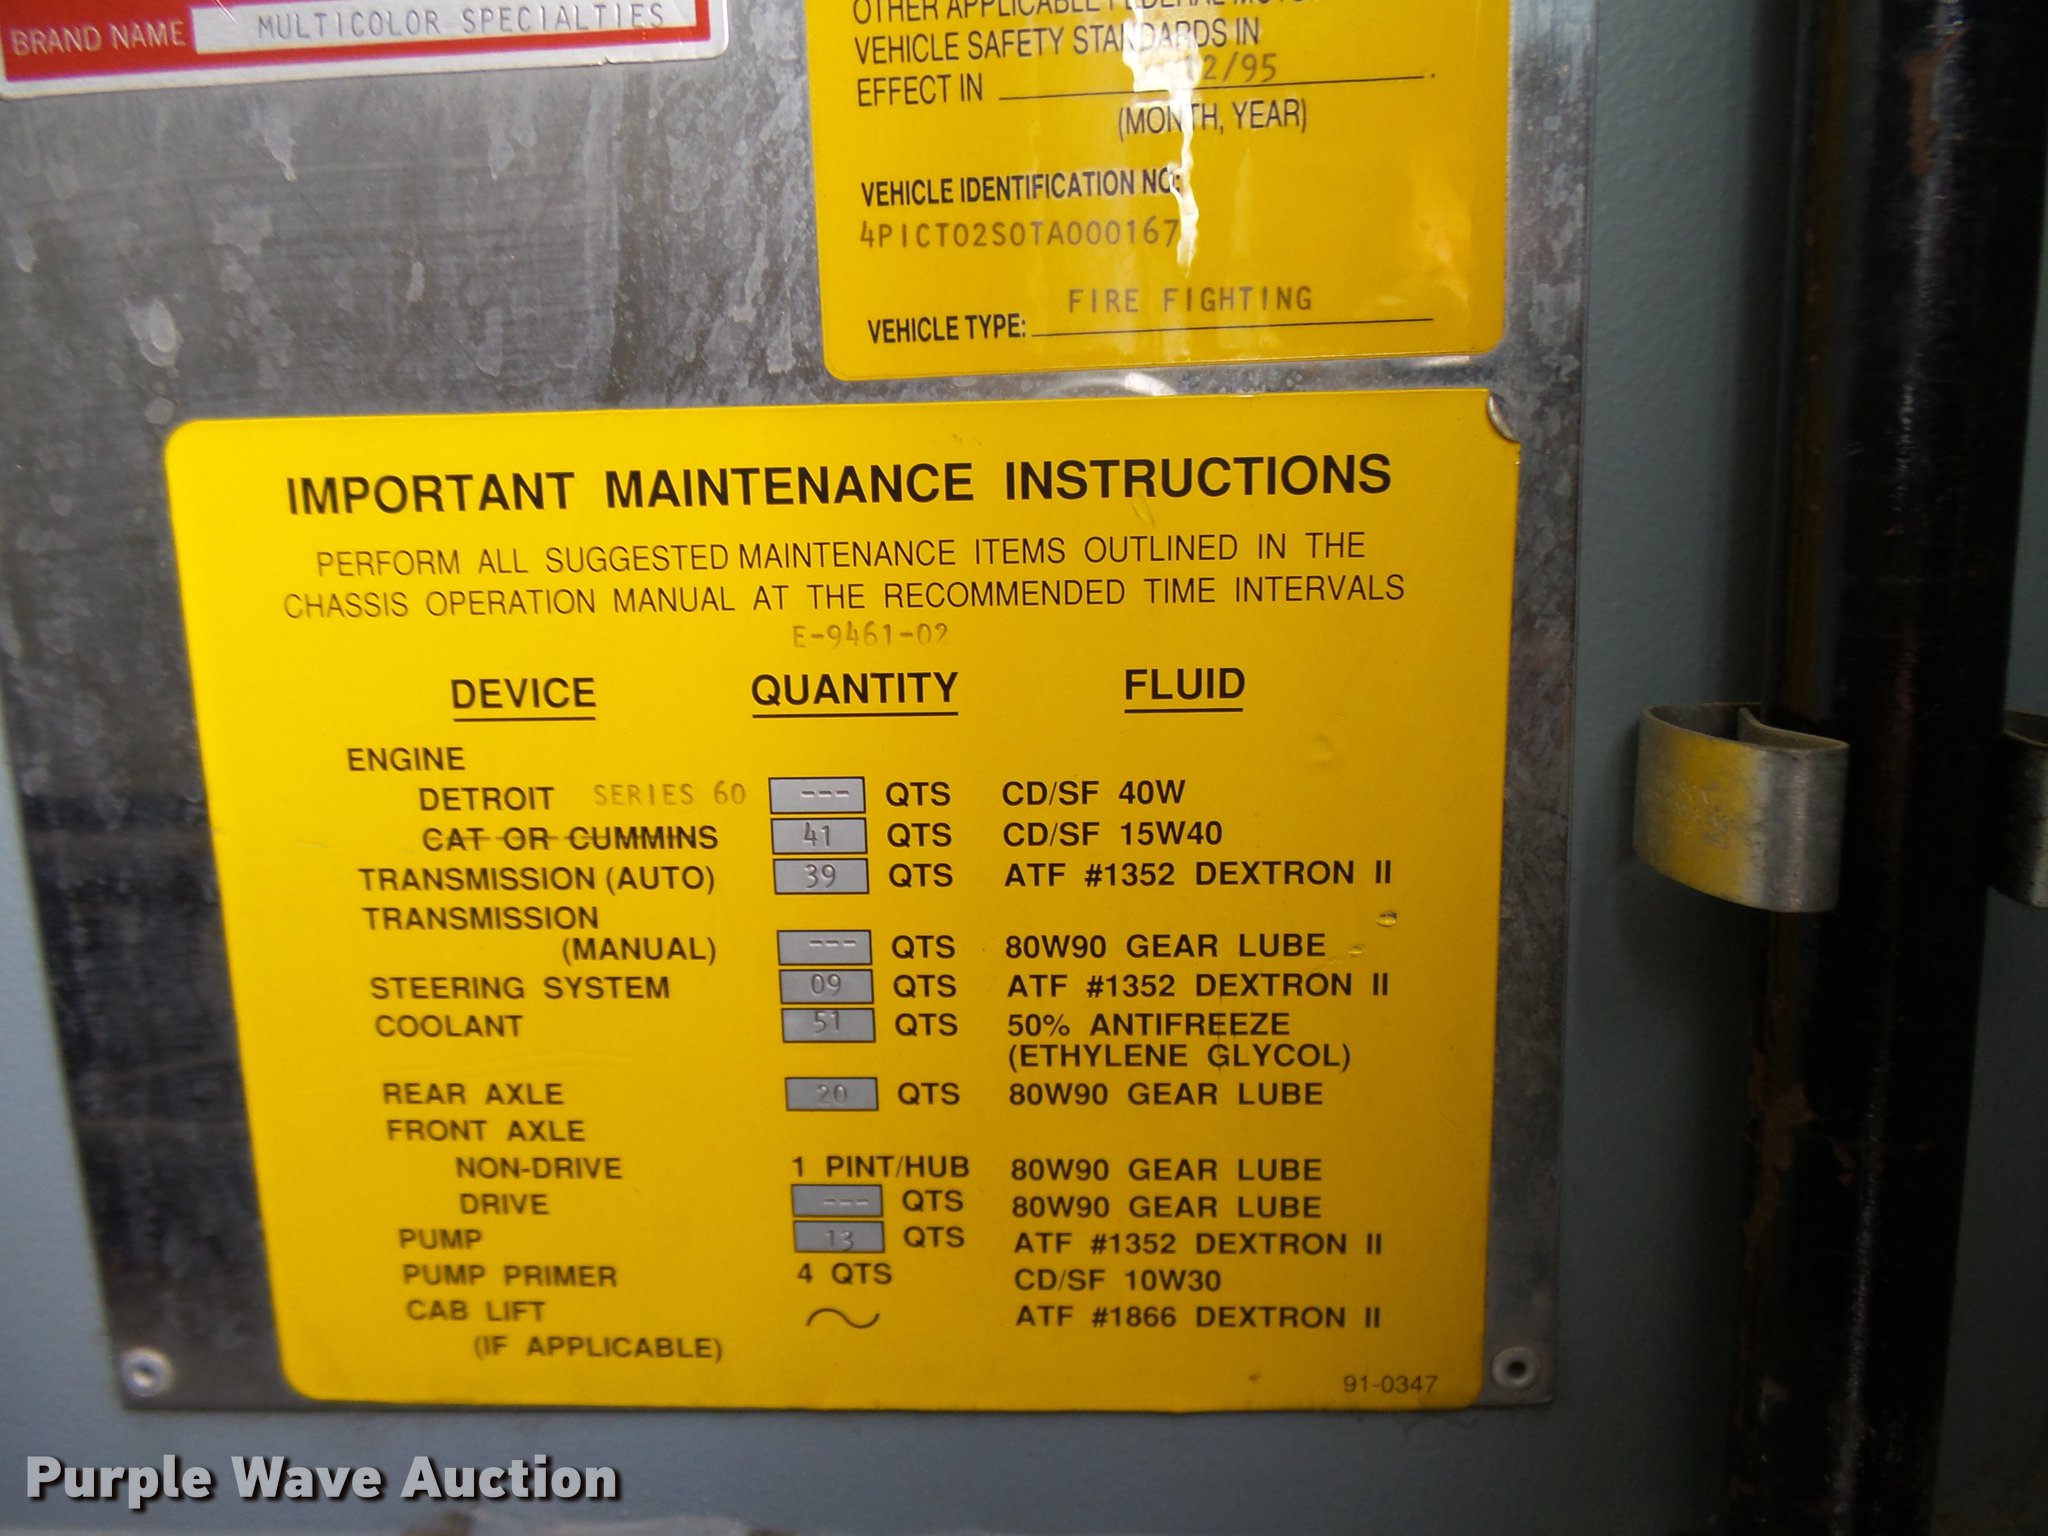 BRAND NAME MULTICOLOR SPECIALTIES
OTHER APPLICABLE FEDERAL
VEHICLE SAFETY STANDARDS IN
EFFECT IN 12/95 .
(MONTH, YEAR)
VEHICLE IDENTIFICATION NO:
4P1CT02S0TA000167
VEHICLE TYPE: FIRE FIGHTING
IMPORTANT MAINTENANCE INSTRUCTIONS
PERFORM ALL SUGGESTED MAINTENANCE ITEMS OUTLINED IN THE
CHASSIS OPERATION MANUAL AT THE RECOMMENDED TIME INTERVALS
E-9461-02
DEVICE QUANTITY FLUID
ENGINE
DETROIT SERIES 60 --- QTS CD/SF 40W
CAT OR CUMMINS 41 QTS CD/SF 15W40
TRANSMISSION (AUTO) 39 QTS ATF #1352 DEXTRON II
TRANSMISSION
(MANUAL) --- QTS 80W90 GEAR LUBE
STEERING SYSTEM 09 QTS ATF #1352 DEXTRON II
COOLANT 51 QTS 50% ANTIFREEZE
(ETHYLENE GLYCOL)
REAR AXLE 20 QTS 80W90 GEAR LUBE
FRONT AXLE
NON-DRIVE 1 PINT/HUB 80W90 GEAR LUBE
DRIVE --- QTS 80W90 GEAR LUBE
PUMP 13 QTS ATF #1352 DEXTRON II
PUMP PRIMER 4 QTS CD/SF 10W30
CAB LIFT ~ ATF #1866 DEXTRON II
(IF APPLICABLE)
91-0347
Purple Wave Auction